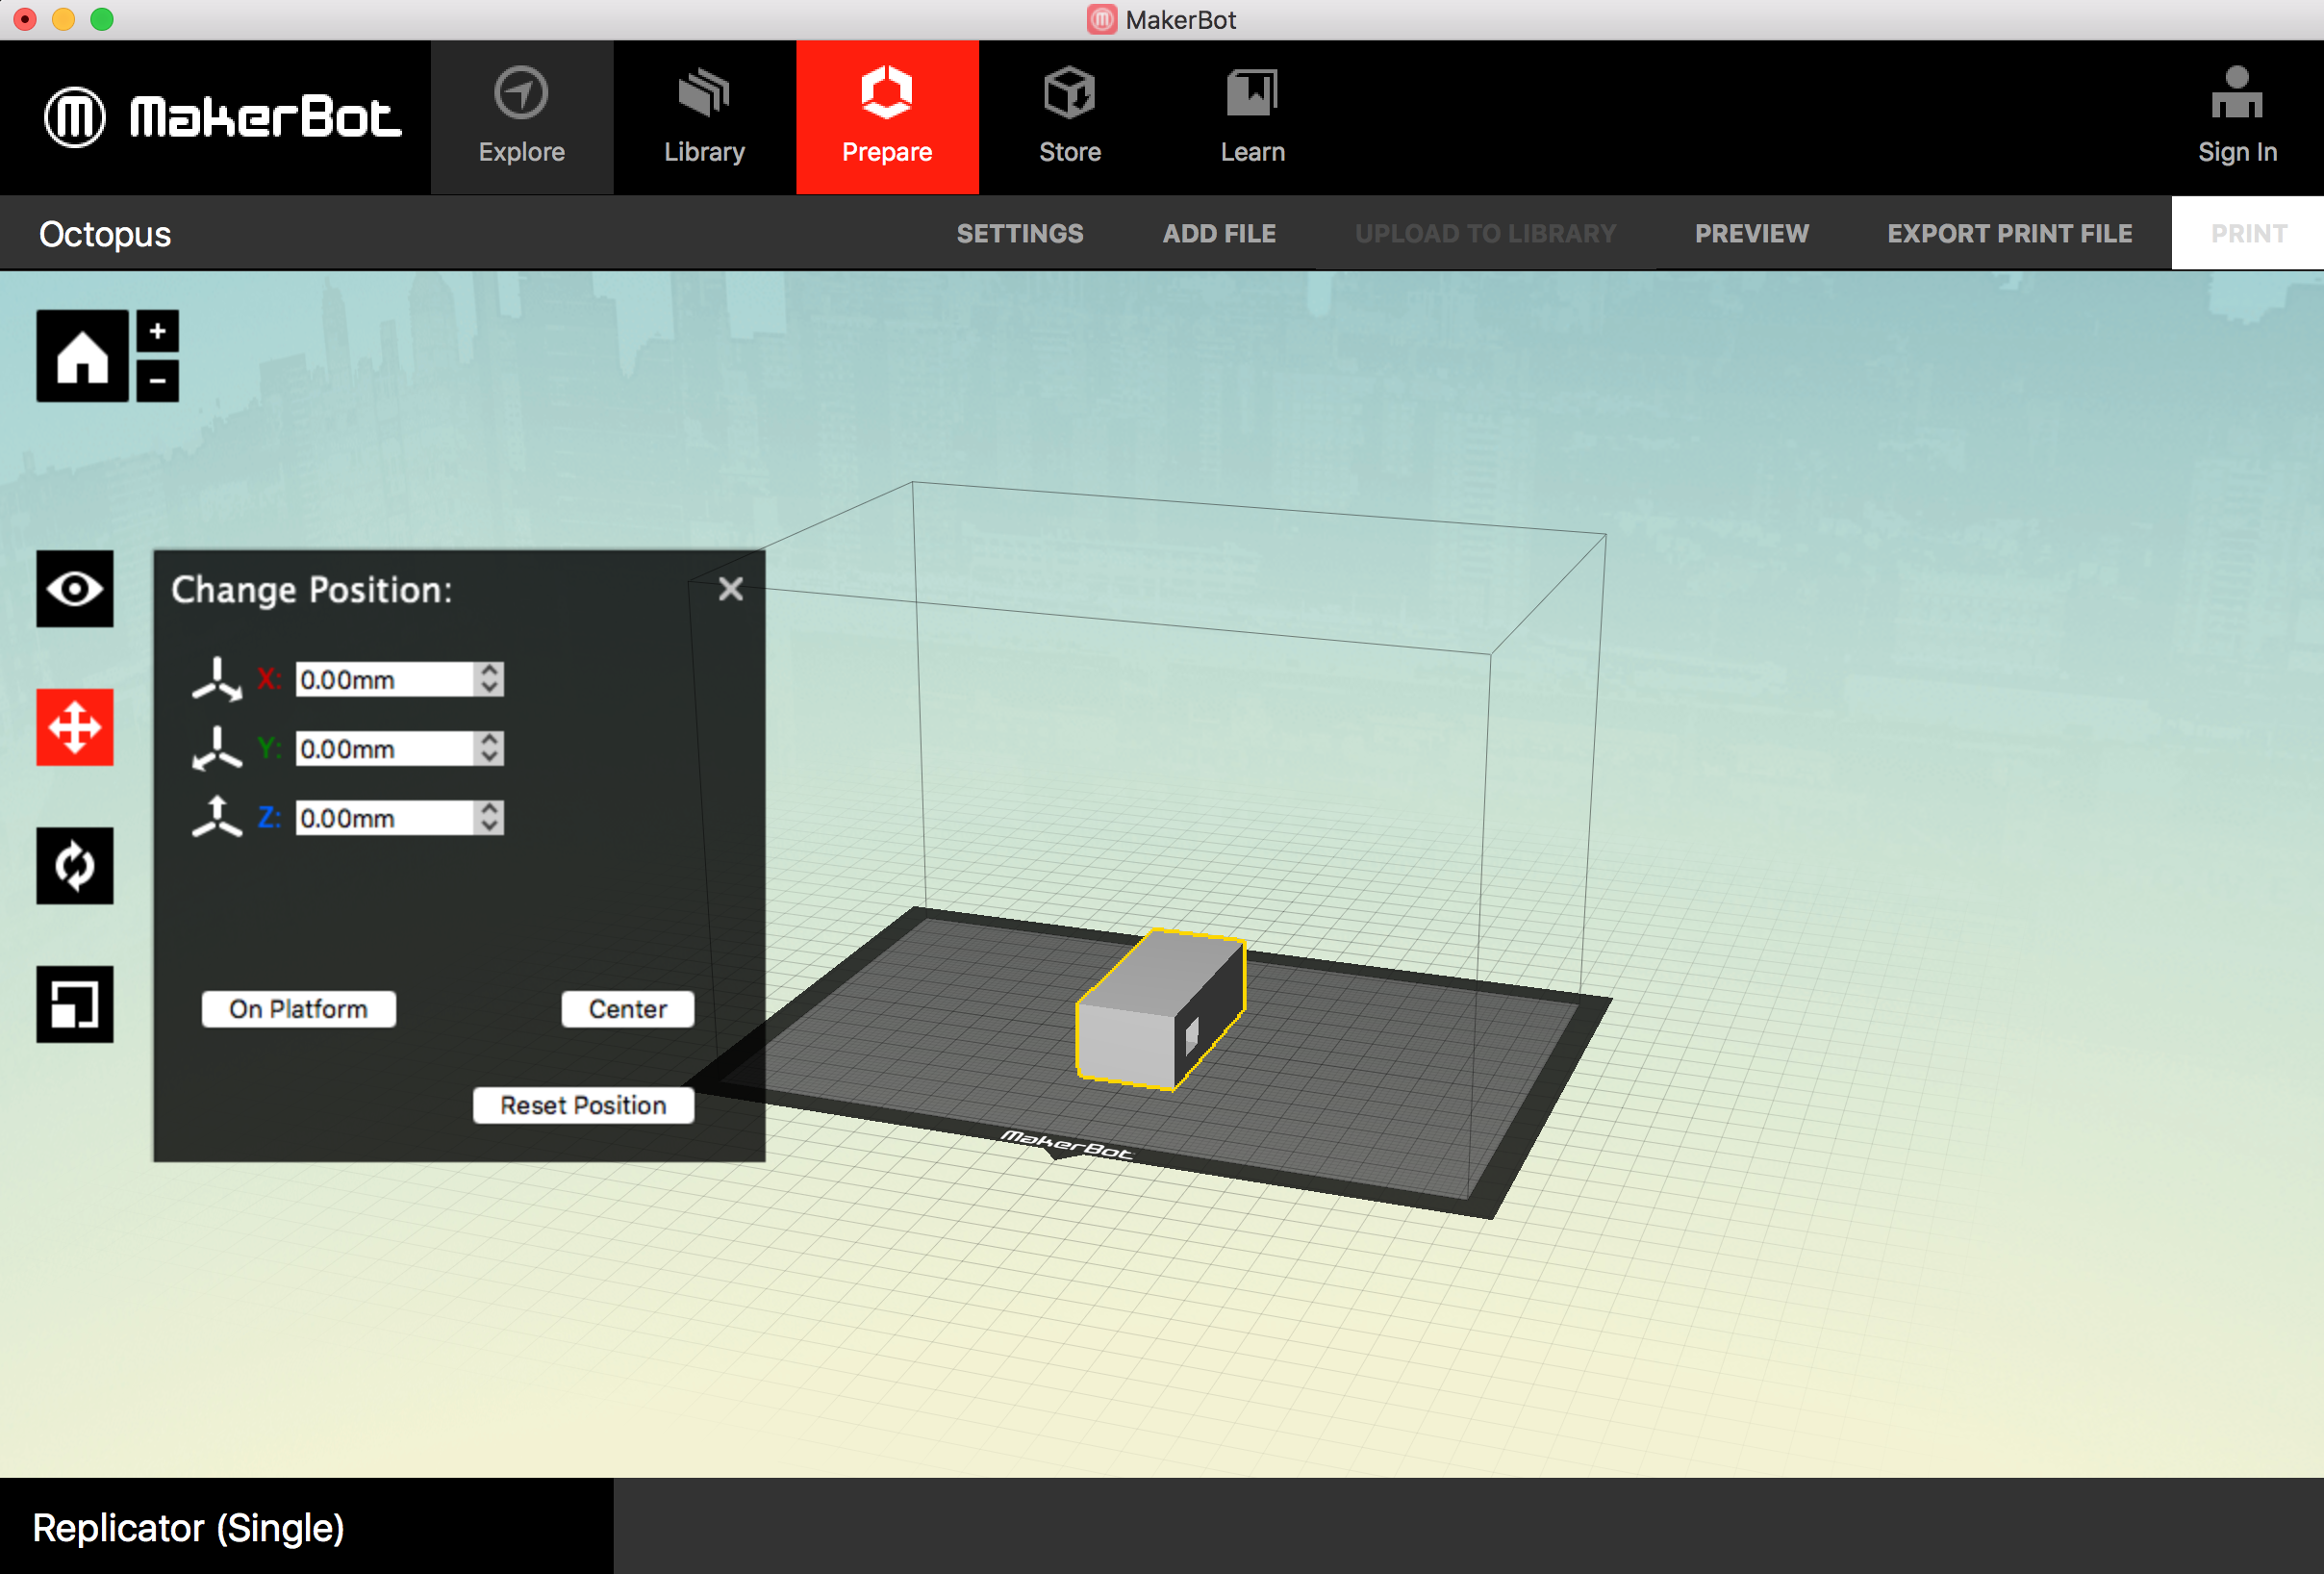 MakerBot
MakerBot
Explore
Library
Prepare
Store
Learn
Sign In
Octopus
SETTINGS
ADD FILE
UPLOAD TO LIBRARY
PREVIEW
EXPORT PRINT FILE
PRINT
+
−
Change Position:
X: 0.00mm
Y: 0.00mm
Z: 0.00mm
On Platform
Center
Reset Position
MakerBot
Replicator (Single)